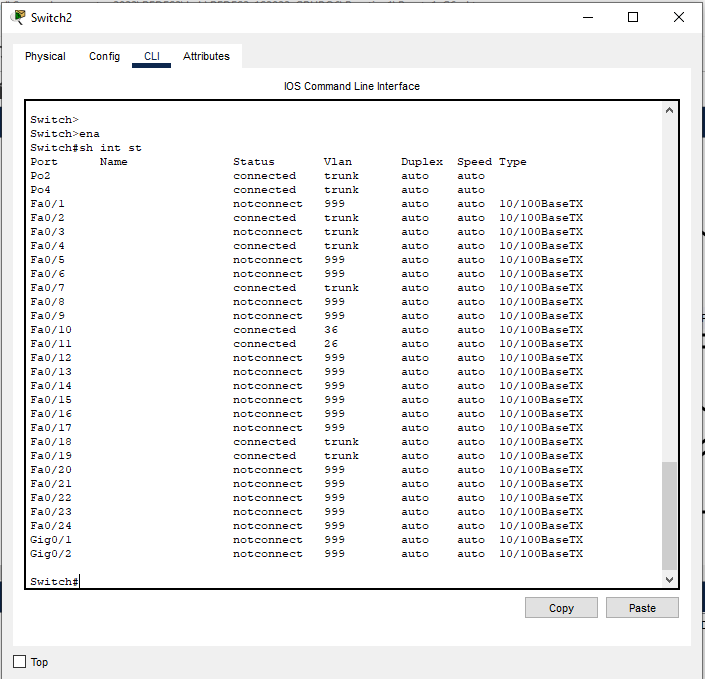 Switch2
Physical Config CLI Attributes
IOS Command Line Interface
Switch>
Switch>ena
Switch#sh int st
Port Name Status Vlan Duplex Speed Type
Po2 connected trunk auto auto
Po4 connected trunk auto auto
Fa0/1 notconnect 999 auto auto 10/100BaseTX
Fa0/2 connected trunk auto auto 10/100BaseTX
Fa0/3 notconnect trunk auto auto 10/100BaseTX
Fa0/4 connected trunk auto auto 10/100BaseTX
Fa0/5 notconnect 999 auto auto 10/100BaseTX
Fa0/6 notconnect 999 auto auto 10/100BaseTX
Fa0/7 connected trunk auto auto 10/100BaseTX
Fa0/8 notconnect 999 auto auto 10/100BaseTX
Fa0/9 notconnect 999 auto auto 10/100BaseTX
Fa0/10 connected 36 auto auto 10/100BaseTX
Fa0/11 connected 26 auto auto 10/100BaseTX
Fa0/12 notconnect 999 auto auto 10/100BaseTX
Fa0/13 notconnect 999 auto auto 10/100BaseTX
Fa0/14 notconnect 999 auto auto 10/100BaseTX
Fa0/15 notconnect 999 auto auto 10/100BaseTX
Fa0/16 notconnect 999 auto auto 10/100BaseTX
Fa0/17 notconnect 999 auto auto 10/100BaseTX
Fa0/18 connected trunk auto auto 10/100BaseTX
Fa0/19 connected trunk auto auto 10/100BaseTX
Fa0/20 notconnect 999 auto auto 10/100BaseTX
Fa0/21 notconnect 999 auto auto 10/100BaseTX
Fa0/22 notconnect 999 auto auto 10/100BaseTX
Fa0/23 notconnect 999 auto auto 10/100BaseTX
Fa0/24 notconnect 999 auto auto 10/100BaseTX
Gig0/1 notconnect 999 auto auto 10/100BaseTX
Gig0/2 notconnect 999 auto auto 10/100BaseTX
Switch#
Copy Paste
Top